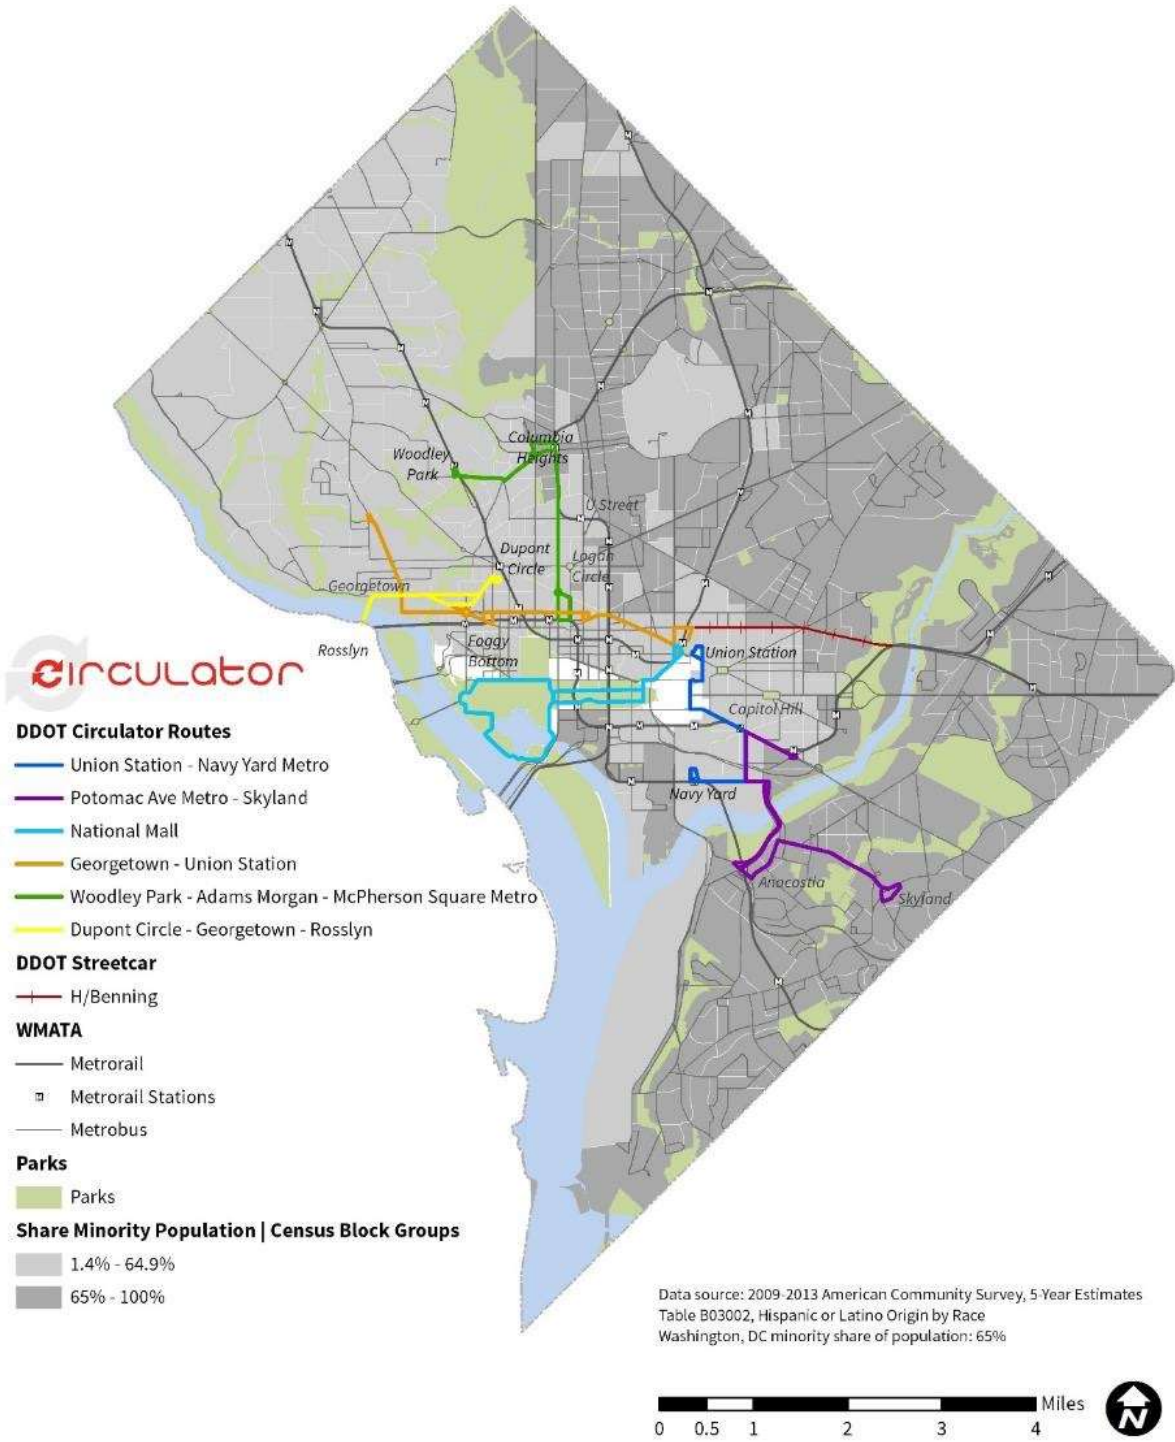 Columbia
Heights
Woodley
Park
U Street
Dupont
Circle
Logan
Circle
Georgetown
Rosslyn
Foggy
Bottom
Union Station
Capitol Hill
Navy Yard
Anacostia
Skyland
circulator
DDOT Circulator Routes
Union Station - Navy Yard Metro
Potomac Ave Metro - Skyland
National Mall
Georgetown - Union Station
Woodley Park - Adams Morgan - McPherson Square Metro
Dupont Circle - Georgetown - Rosslyn
DDOT Streetcar
H/Benning
WMATA
Metrorail
M Metrorail Stations
Metrobus
Parks
Parks
Share Minority Population | Census Block Groups
1.4% - 64.9%
65% - 100%
Data source: 2009-2013 American Community Survey, 5-Year Estimates
Table B03002, Hispanic or Latino Origin by Race
Washington, DC minority share of population: 65%
Miles
0 0.5 1 2 3 4
N